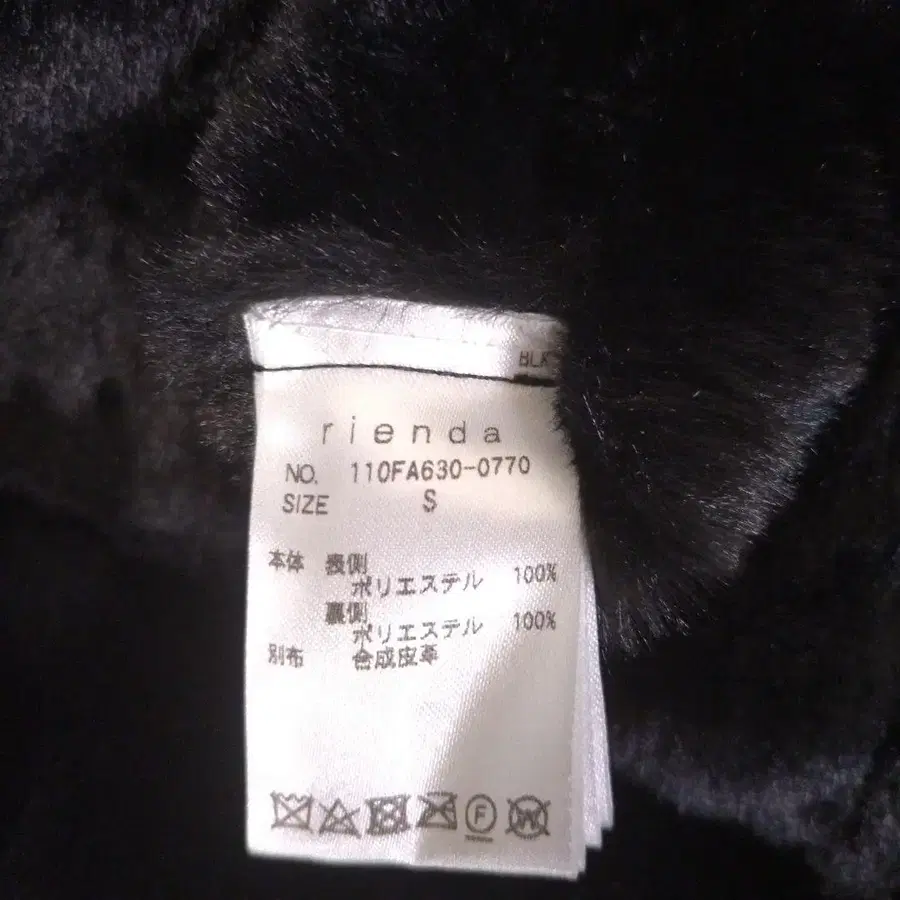 BLK
rienda
NO. 110FA630-0770
SIZE S
本体 表側
ポリエステル 100%
裏側
ポリエステル 100%
別布 合成皮革
F W